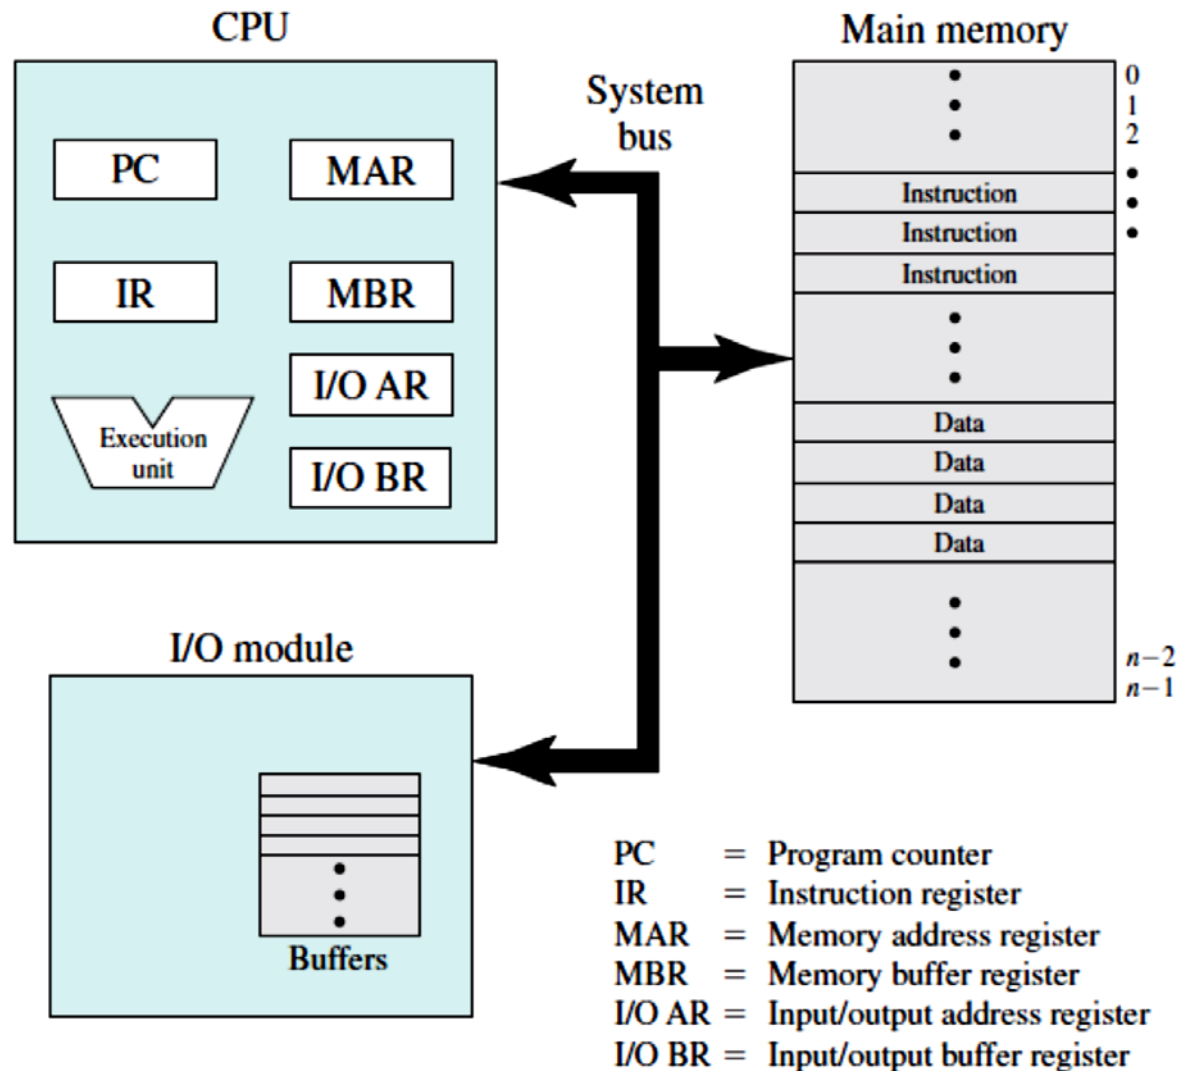 CPU
PC
MAR
IR
MBR
I/O AR
I/O BR
Execution
unit
System
bus
Main memory
0
1
2
Instruction
Instruction
Instruction
Data
Data
Data
Data
n−2
n−1
I/O module
Buffers
PC = Program counter
IR = Instruction register
MAR = Memory address register
MBR = Memory buffer register
I/O AR = Input/output address register
I/O BR = Input/output buffer register